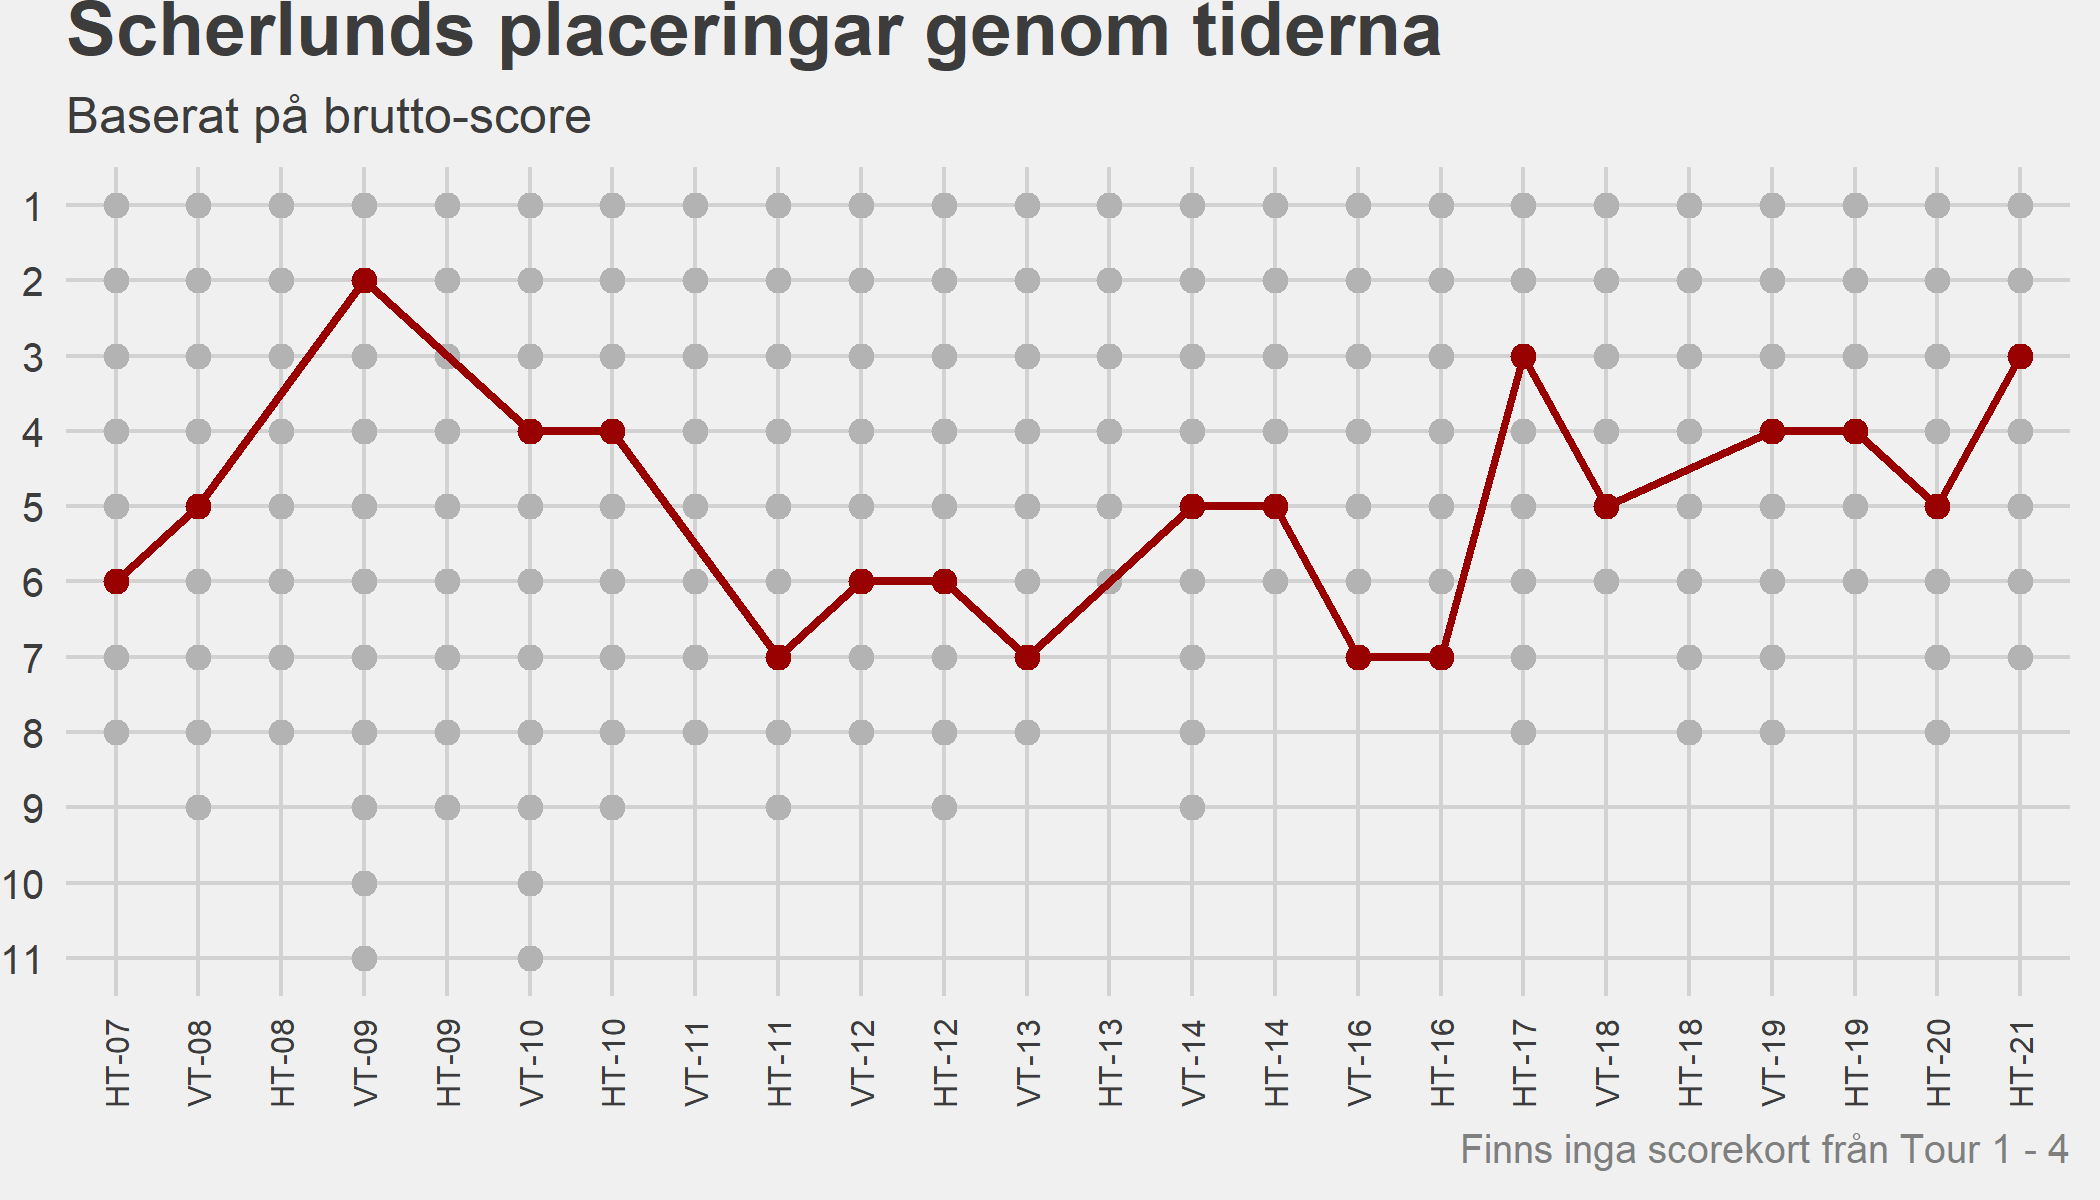 Scherlunds placeringar genom tiderna
Baserat på brutto-score
1
2
3
4
5
6
7
8
9
10
11
HT-07
VT-08
HT-08
VT-09
HT-09
VT-10
HT-10
VT-11
HT-11
VT-12
HT-12
VT-13
HT-13
VT-14
HT-14
VT-16
HT-16
HT-17
VT-18
HT-18
VT-19
HT-19
HT-20
HT-21
Finns inga scorekort från Tour 1 - 4